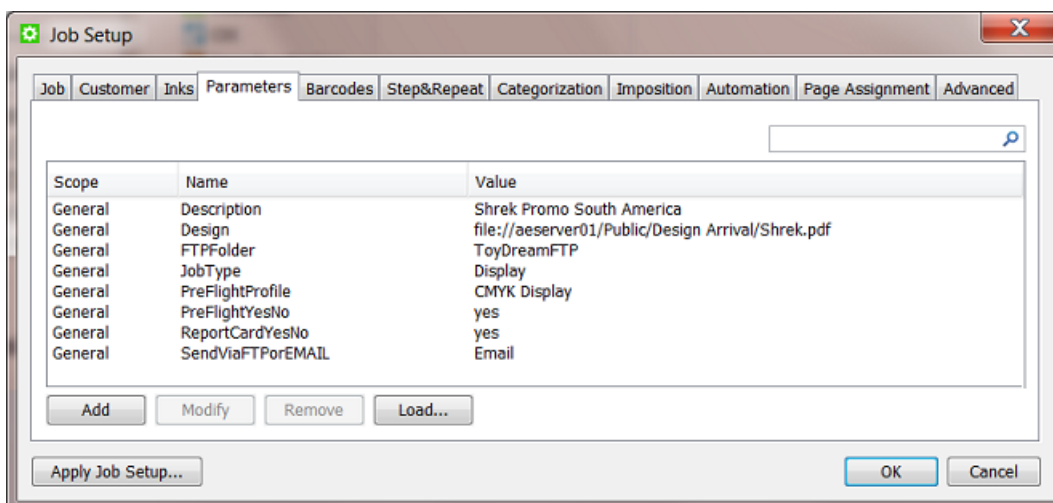 Job Setup
Job Customer Inks Parameters Barcodes Step&Repeat Categorization Imposition Automation Page Assignment Advanced
Scope Name Value
General Description Shrek Promo South America
General Design file://aeserver01/Public/Design Arrival/Shrek.pdf
General FTPFolder ToyDreamFTP
General JobType Display
General PreFlightProfile CMYK Display
General PreFlightYesNo yes
General ReportCardYesNo yes
General SendViaFTPorEMAIL Email
Add Modify Remove Load...
Apply Job Setup... OK Cancel